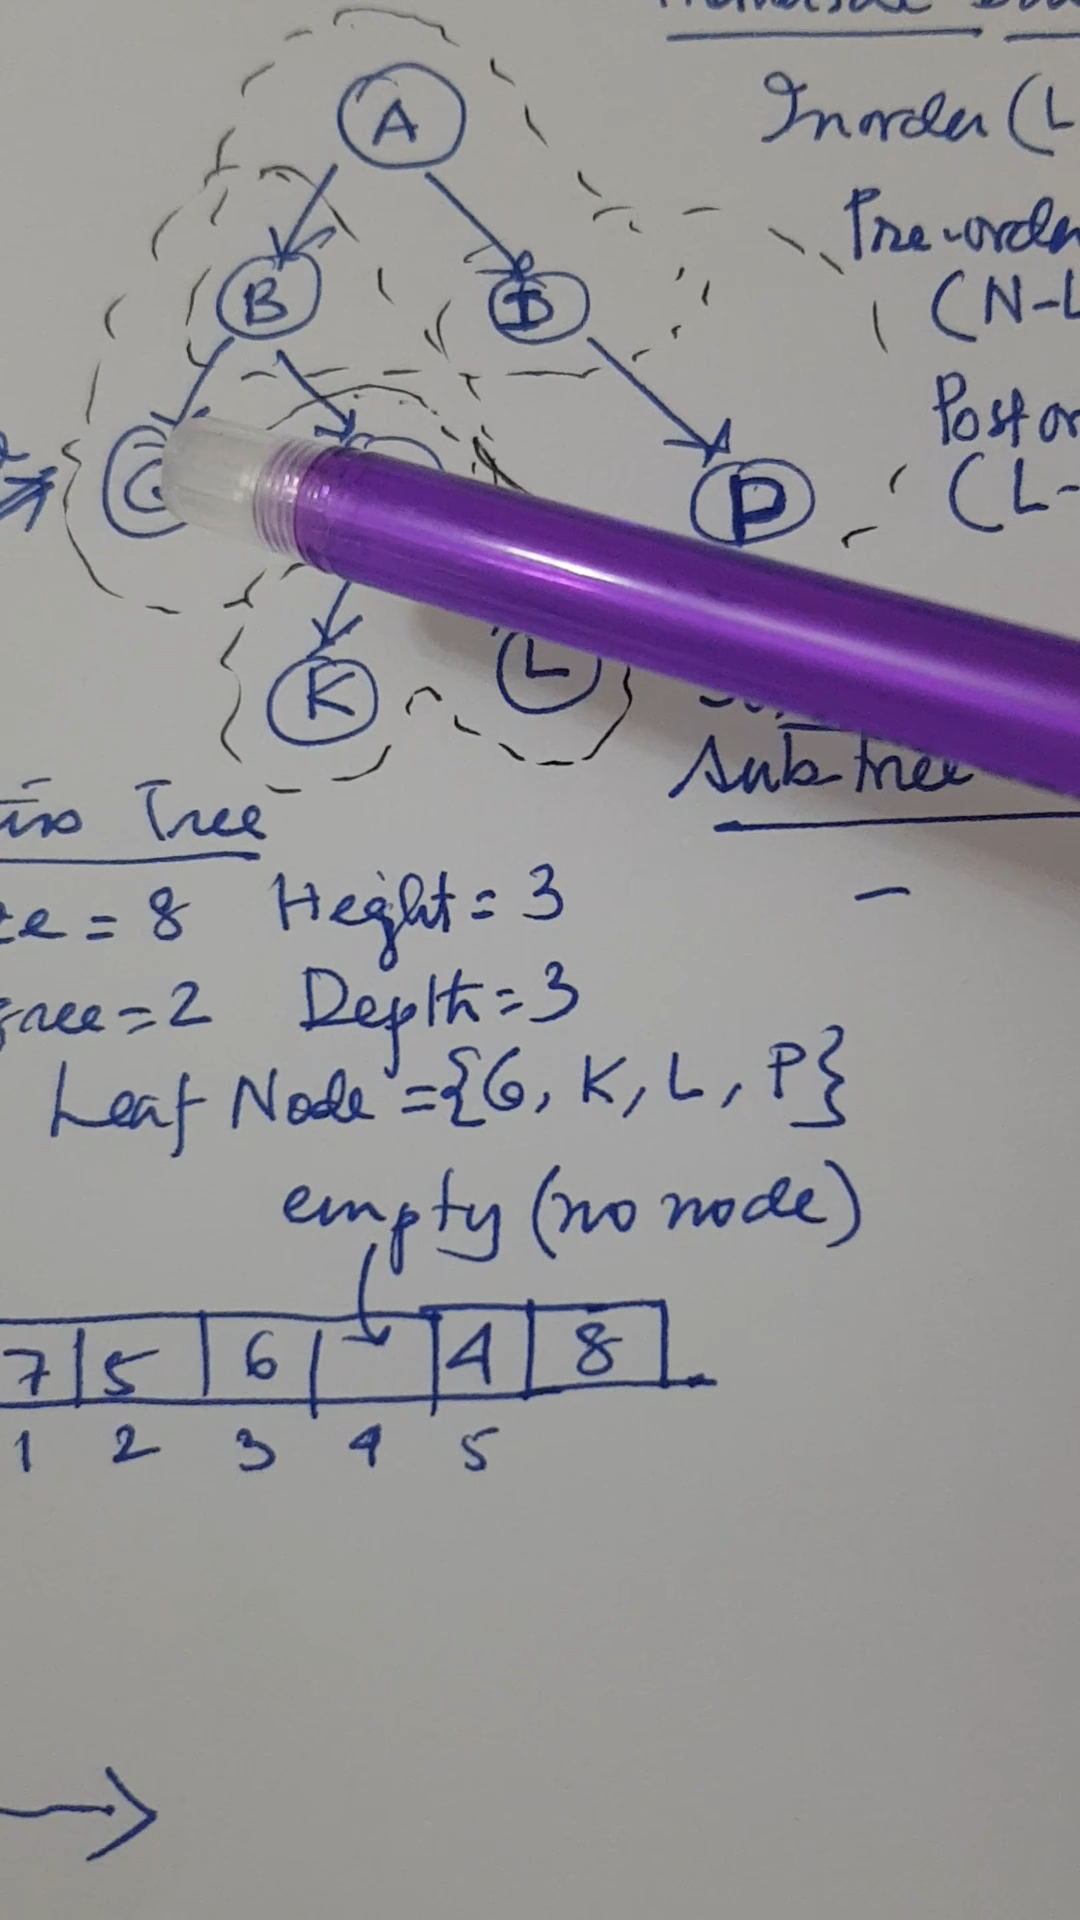 A
Inorder (L
Pre-order
(N-L
B
D
Post or
(L-
G
P
K
L
Sub-tree
Tree
= 8 Height = 3
= 2 Depth = 3
Leaf Node = {G, K, L, P}
empty (no node)
7 5 6 4 8
1 2 3 4 5